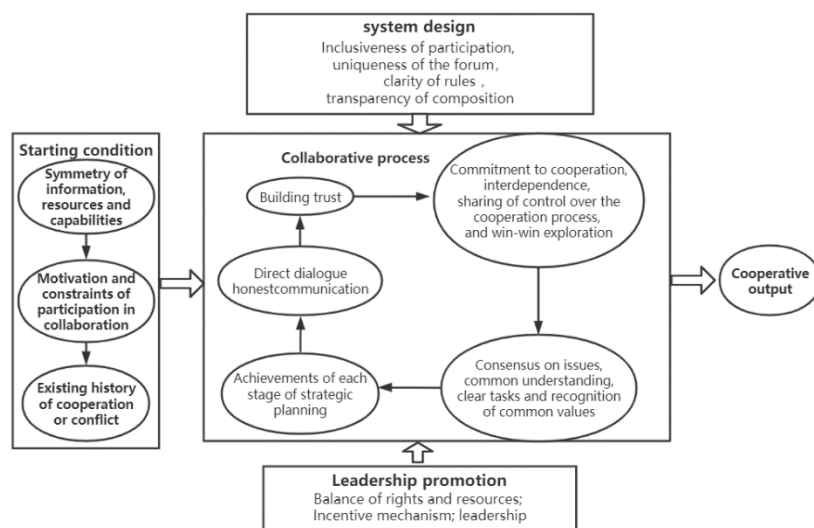 system design
Inclusiveness of participation,
uniqueness of the forum,
clarity of rules ,
transparency of composition
Starting condition
Symmetry of
information,
resources and
capabilities
Motivation and
constraints of
participation in
collaboration
Existing history
of cooperation
or conflict
Collaborative process
Building trust
Commitment to cooperation,
interdependence,
sharing of control over the
cooperation process,
and win-win exploration
Direct dialogue
honestcommunication
Achievements of each
stage of strategic
planning
Consensus on issues,
common understanding,
clear tasks and recognition
of common values
Cooperative
output
Leadership promotion
Balance of rights and resources;
Incentive mechanism; leadership